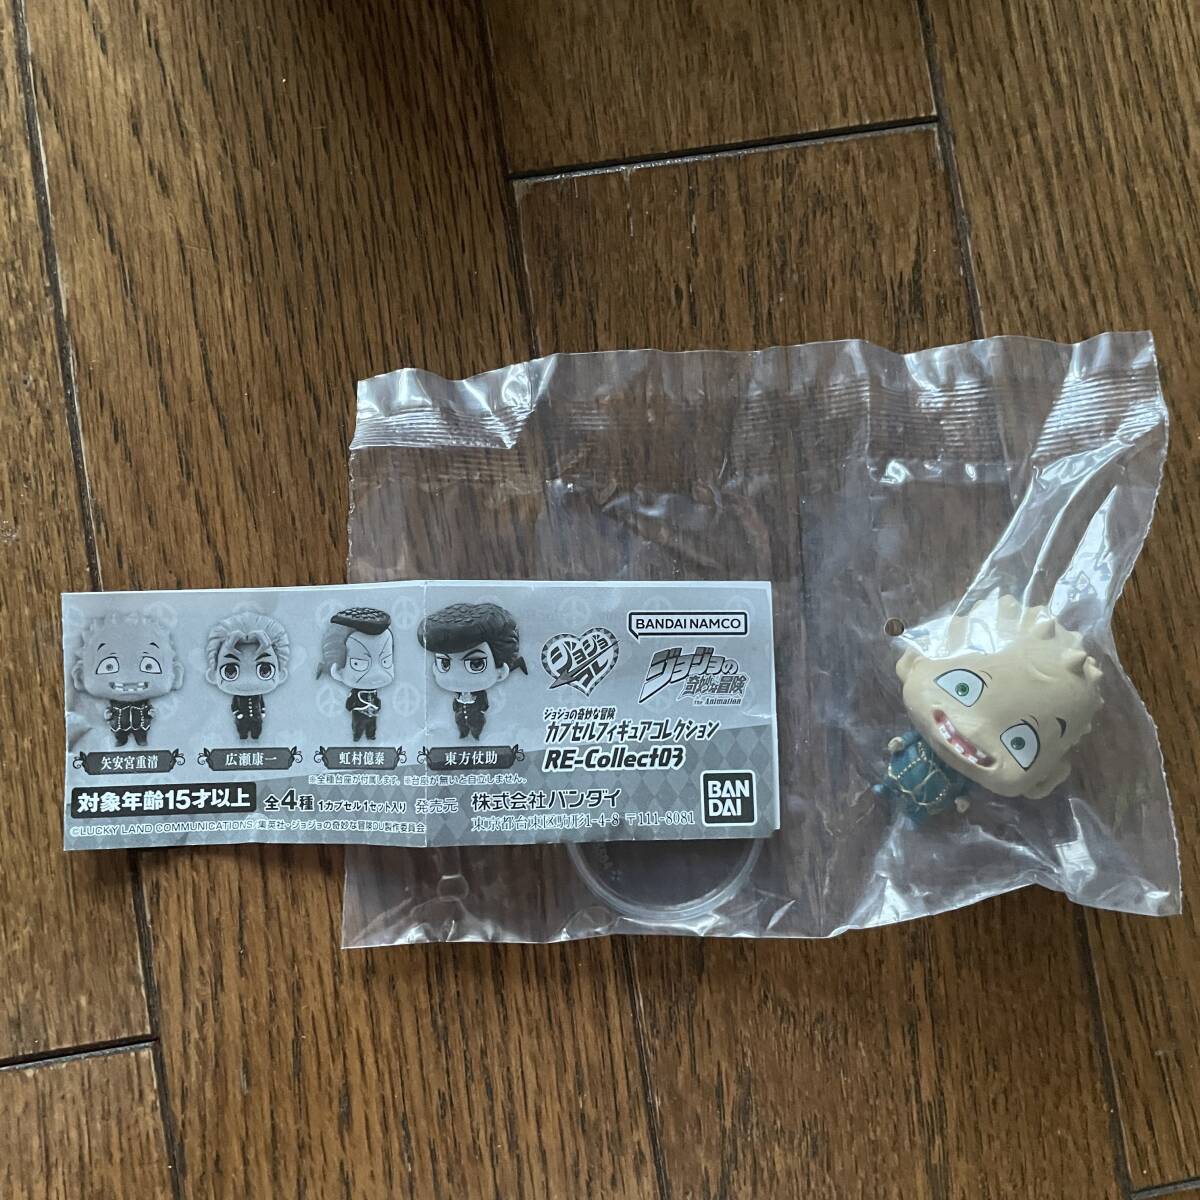 矢安宮重清
広瀬康一
虹村億泰
東方仗助
※全種台座が付属します。※台座が無いと自立しません。
対象年齢15才以上
全4種 1カプセル1セット入り 発売元 株式会社バンダイ
東京都台東区駒形1-4-8 〒111-8081
©LUCKY LAND COMMUNICATIONS/集英社・ジョジョの奇妙な冒険DU製作委員会
ジョジョコレ
BANDAI NAMCO
ジョジョの
奇妙な冒険
the Animation
ジョジョの奇妙な冒険
カプセルフィギュアコレクション
RE-Collect03
BAN
DAI